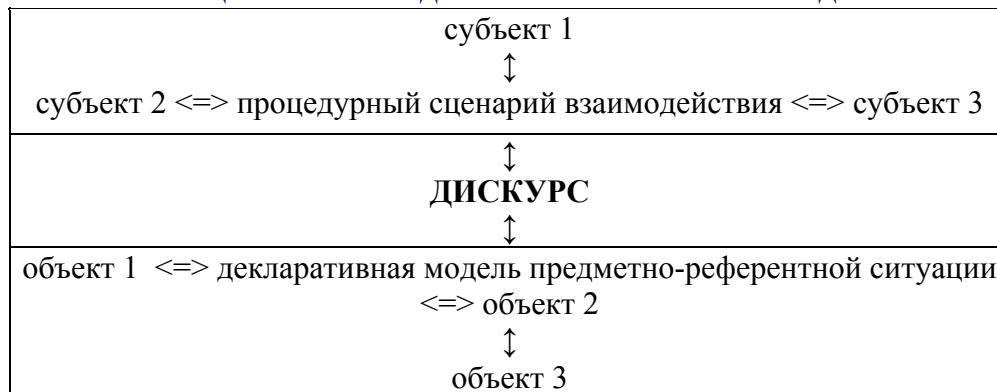 субъект 1
↕
субъект 2 <=> процедурный сценарий взаимодействия <=> субъект 3
↕
ДИСКУРС
↕
объект 1 <=> декларативная модель предметно-референтной ситуации
<=> объект 2
↕
объект 3